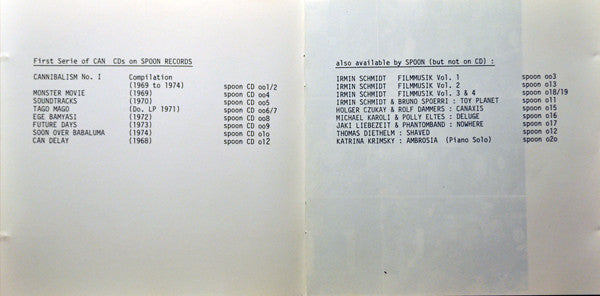 First Serie of CAN CDs on SPOON RECORDS
CANNIBALISM No. I Compilation
(1969 to 1974) spoon CD oo1/2
MONSTER MOVIE (1969) spoon CD oo4
SOUNDTRACKS (1970) spoon CD oo5
TAGO MAGO (Do. LP 1971) spoon CD oo6/7
EGE BAMYASI (1972) spoon CD oo8
FUTURE DAYS (1973) spoon CD oo9
SOON OVER BABALUMA (1974) spoon CD o1o
CAN DELAY (1968) spoon CD o12
also available by SPOON (but not on CD) :
IRMIN SCHMIDT FILMMUSIK Vol. 1 spoon oo3
IRMIN SCHMIDT FILMMUSIK Vol. 2 spoon o13
IRMIN SCHMIDT FILMMUSIK Vol. 3 & 4 spoon o18/19
IRMIN SCHMIDT & BRUNO SPOERRI : TOY PLANET spoon o11
HOLGER CZUKAY & ROLF DAMMERS : CANAXIS spoon o15
MICHAEL KAROLI & POLLY ELTES : DELUGE spoon o16
JAKI LIEBEZEIT & PHANTOMBAND : NOWHERE spoon o17
THOMAS DIETHELM : SHAVED spoon o12
KATRINA KRIMSKY : AMBROSIA (Piano Solo) spoon o2o